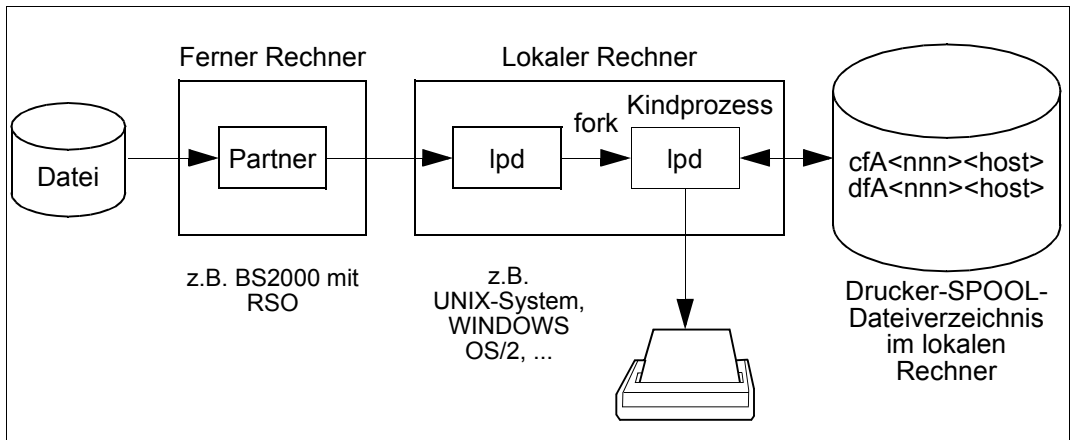 Ferner Rechner
Lokaler Rechner
Kindprozess
fork
Datei
Partner
lpd
lpd
cfA<nnn><host>
dfA<nnn><host>
z.B. BS2000 mit
RSO
z.B.
UNIX-System,
WINDOWS
OS/2, ...
Drucker-SPOOL-
Dateiverzeichnis
im lokalen
Rechner